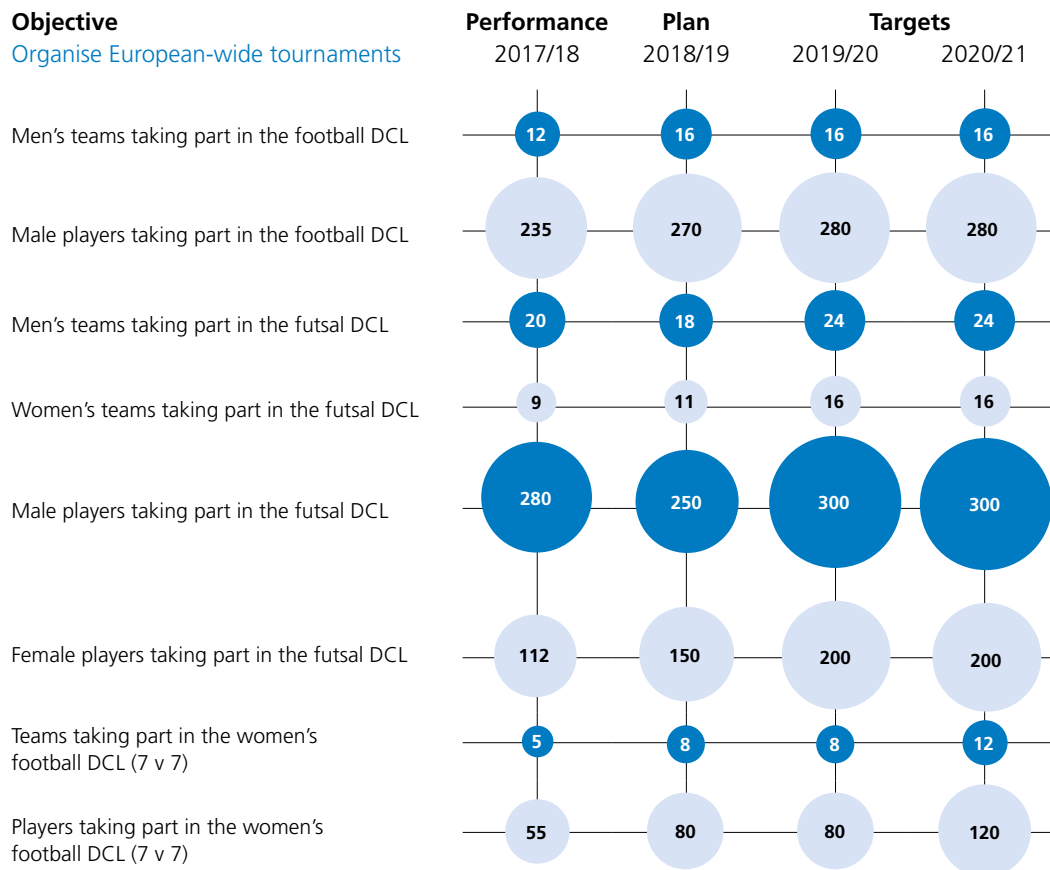 Objective Performance Plan Targets
Organise European-wide tournaments 2017/18 2018/19 2019/20 2020/21
Men’s teams taking part in the football DCL 12 16 16 16
Male players taking part in the football DCL 235 270 280 280
Men’s teams taking part in the futsal DCL 20 18 24 24
Women’s teams taking part in the futsal DCL 9 11 16 16
Male players taking part in the futsal DCL 280 250 300 300
Female players taking part in the futsal DCL 112 150 200 200
Teams taking part in the women’s
football DCL (7 v 7) 5 8 8 12
Players taking part in the women’s
football DCL (7 v 7) 55 80 80 120